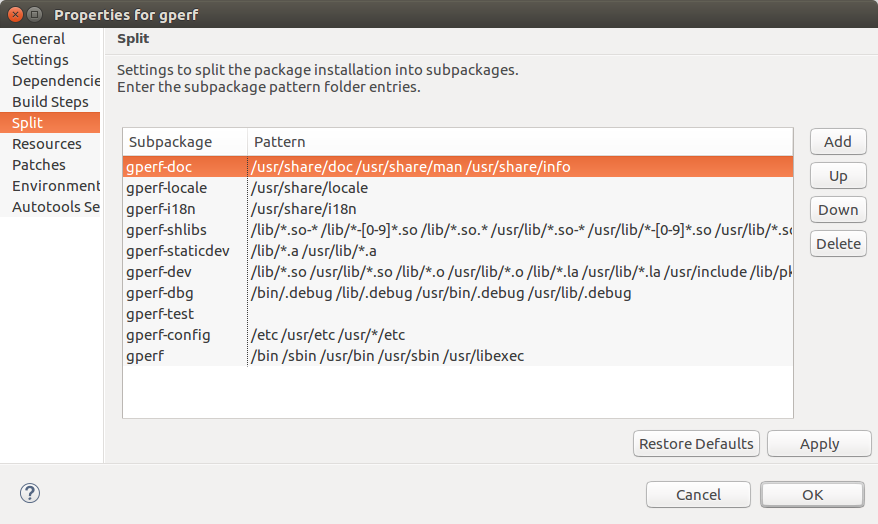 Properties for gperf
General
Settings
Dependencie
Build Steps
Split
Resources
Patches
Environment
Autotools Se
Split
Settings to split the package installation into subpackages.
Enter the subpackage pattern folder entries.
Subpackage Pattern
gperf-doc /usr/share/doc /usr/share/man /usr/share/info
gperf-locale /usr/share/locale
gperf-i18n /usr/share/i18n
gperf-shlibs /lib/*.so-* /lib/*-[0-9]*.so /lib/*.so.* /usr/lib/*.so-* /usr/lib/*-[0-9]*.so /usr/lib/*.so
gperf-staticdev /lib/*.a /usr/lib/*.a
gperf-dev /lib/*.so /usr/lib/*.so /lib/*.o /usr/lib/*.o /lib/*.la /usr/lib/*.la /usr/include /lib/pk
gperf-dbg /bin/.debug /lib/.debug /usr/bin/.debug /usr/lib/.debug
gperf-test
gperf-config /etc /usr/etc /usr/*/etc
gperf /bin /sbin /usr/bin /usr/sbin /usr/libexec
Add
Up
Down
Delete
Restore Defaults
Apply
?
Cancel
OK